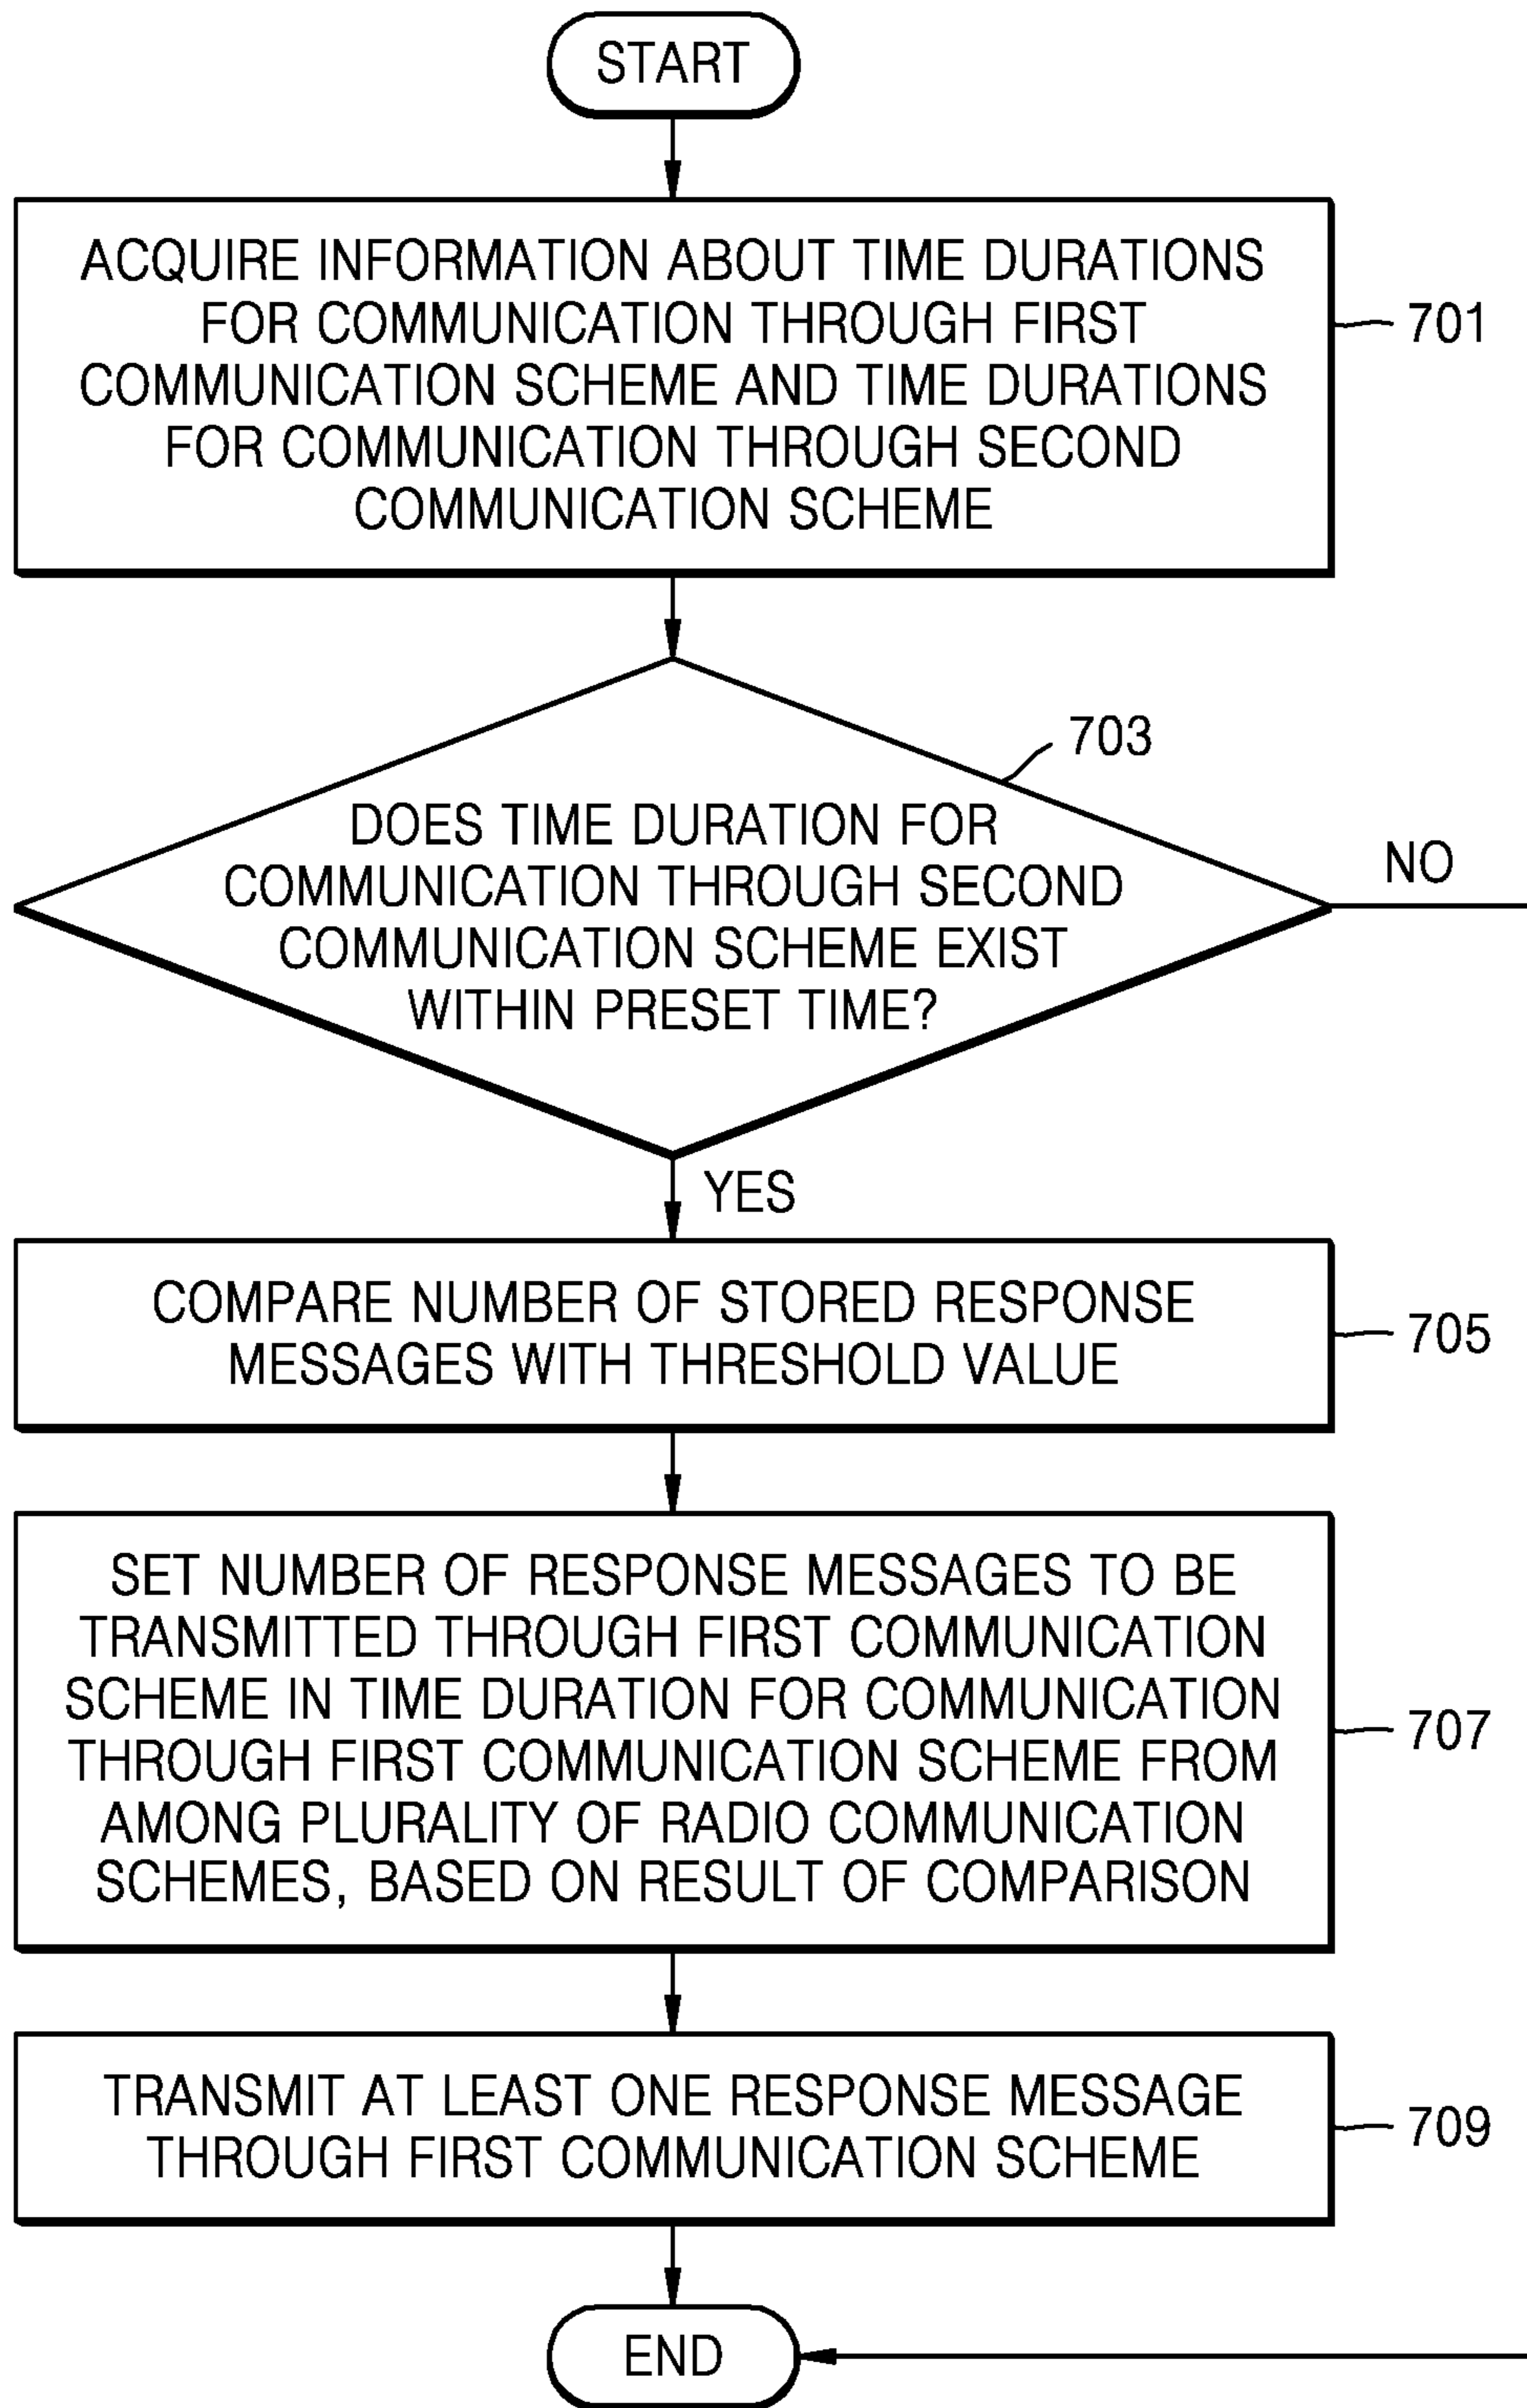 START
ACQUIRE INFORMATION ABOUT TIME DURATIONS
FOR COMMUNICATION THROUGH FIRST
COMMUNICATION SCHEME AND TIME DURATIONS
FOR COMMUNICATION THROUGH SECOND
COMMUNICATION SCHEME
701
703
DOES TIME DURATION FOR
COMMUNICATION THROUGH SECOND
COMMUNICATION SCHEME EXIST
WITHIN PRESET TIME?
NO
YES
COMPARE NUMBER OF STORED RESPONSE
MESSAGES WITH THRESHOLD VALUE
705
SET NUMBER OF RESPONSE MESSAGES TO BE
TRANSMITTED THROUGH FIRST COMMUNICATION
SCHEME IN TIME DURATION FOR COMMUNICATION
THROUGH FIRST COMMUNICATION SCHEME FROM
AMONG PLURALITY OF RADIO COMMUNICATION
SCHEMES, BASED ON RESULT OF COMPARISON
707
TRANSMIT AT LEAST ONE RESPONSE MESSAGE
THROUGH FIRST COMMUNICATION SCHEME
709
END